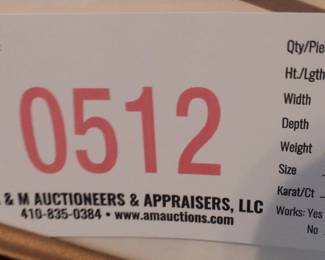 0512
& M AUCTIONEERS & APPRAISERS, LLC
410-835-0384 • www.amauctions.com
Qty/Pie
Ht./Lgth
Width
Depth
Weight
Size
Karat/Ct
Works: Yes
No